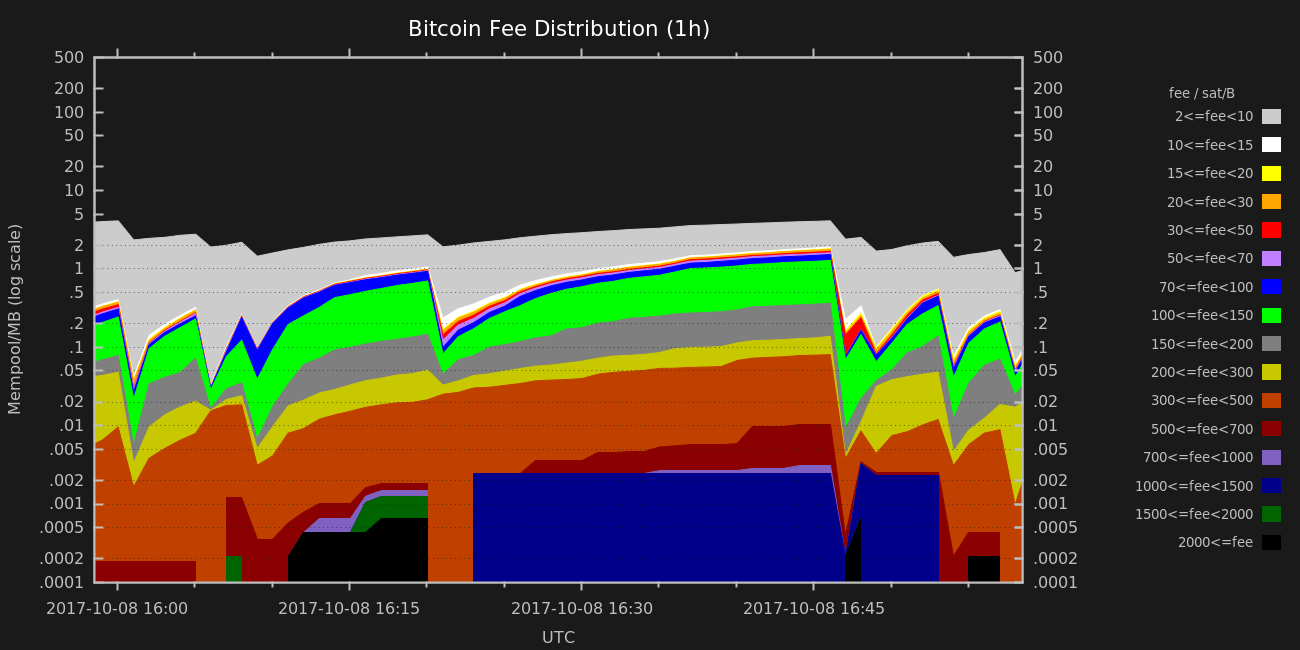 Bitcoin Fee Distribution (1h)
Mempool/MB (log scale)
500
200
100
50
20
10
5
2
1
.5
.2
.1
.05
.02
.01
.005
.002
.001
.0005
.0002
.0001
500
200
100
50
20
10
5
2
1
.5
.2
.1
.05
.02
.01
.005
.002
.001
.0005
.0002
.0001
2017-10-08 16:00
2017-10-08 16:15
2017-10-08 16:30
2017-10-08 16:45
UTC
fee / sat/B
2<=fee<10
10<=fee<15
15<=fee<20
20<=fee<30
30<=fee<50
50<=fee<70
70<=fee<100
100<=fee<150
150<=fee<200
200<=fee<300
300<=fee<500
500<=fee<700
700<=fee<1000
1000<=fee<1500
1500<=fee<2000
2000<=fee